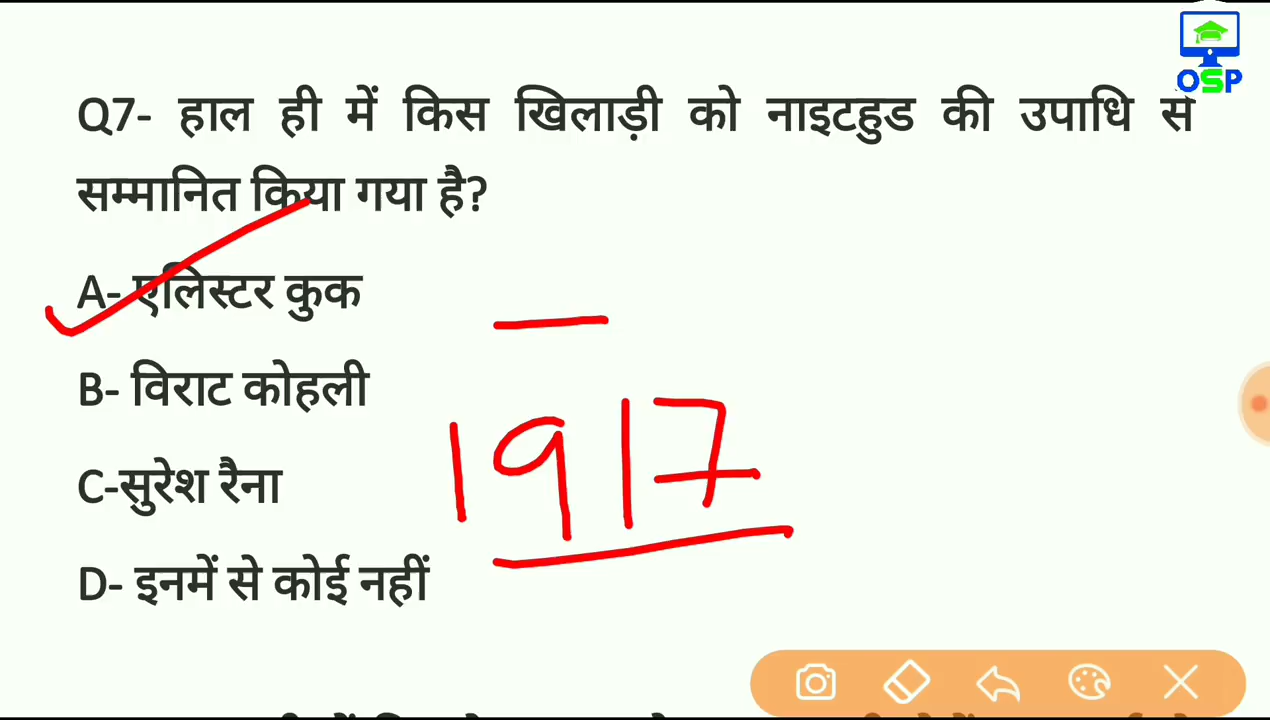 OSP
Q7- हाल ही में किस खिलाड़ी को नाइटहुड की उपाधि से
सम्मानित किया गया है?
A- एलिस्टर कुक
B- विराट कोहली
1917
C-सुरेश रैना
D- इनमें से कोई नहीं